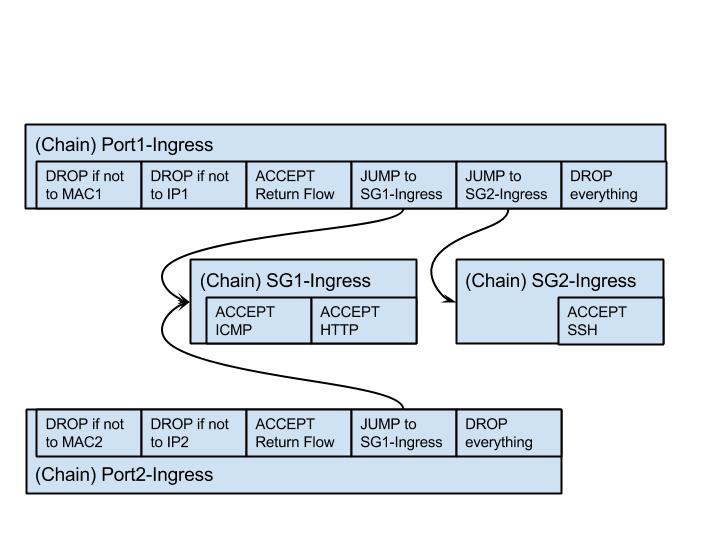 (Chain) Port1-Ingress
DROP if not
to MAC1
DROP if not
to IP1
ACCEPT
Return Flow
JUMP to
SG1-Ingress
JUMP to
SG2-Ingress
DROP
everything
(Chain) SG1-Ingress
ACCEPT
ICMP
ACCEPT
HTTP
(Chain) SG2-Ingress
ACCEPT
SSH
DROP if not
to MAC2
DROP if not
to IP2
ACCEPT
Return Flow
JUMP to
SG1-Ingress
DROP
everything
(Chain) Port2-Ingress